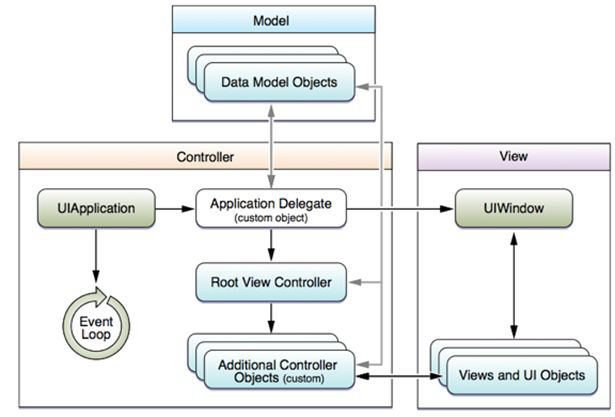 Model
Data Model Objects
Controller
View
UIApplication
Application Delegate
(custom object)
UIWindow
Root View Controller
Event
Loop
Additional Controller
Objects (custom)
Views and UI Objects